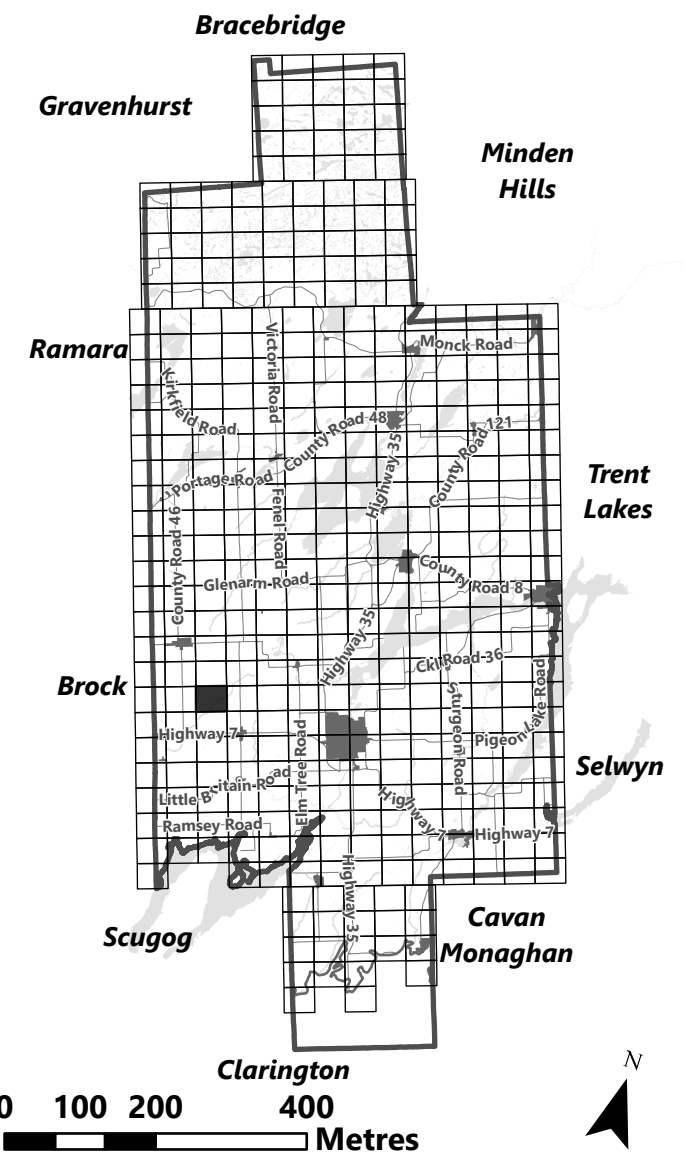 Bracebridge
Gravenhurst
Minden
Hills
Ramara
Monck Road
Victoria Road
Kirkfield Road
County Road 48
Highway 35
County Road 121
Portage Road
Trent
Lakes
Fenel Road
County Road 46
Glenarm Road
County Road 8
Highway 35
Ckl Road 36
Brock
Sturgeon Road
Pigeon Lake Road
Highway 7
Elm Tree Road
Selwyn
Little Britain Road
Highway 7
Ramsey Road
Highway 7
Highway 35
Scugog
Cavan
Monaghan
Clarington
N
0 100 200 400
Metres